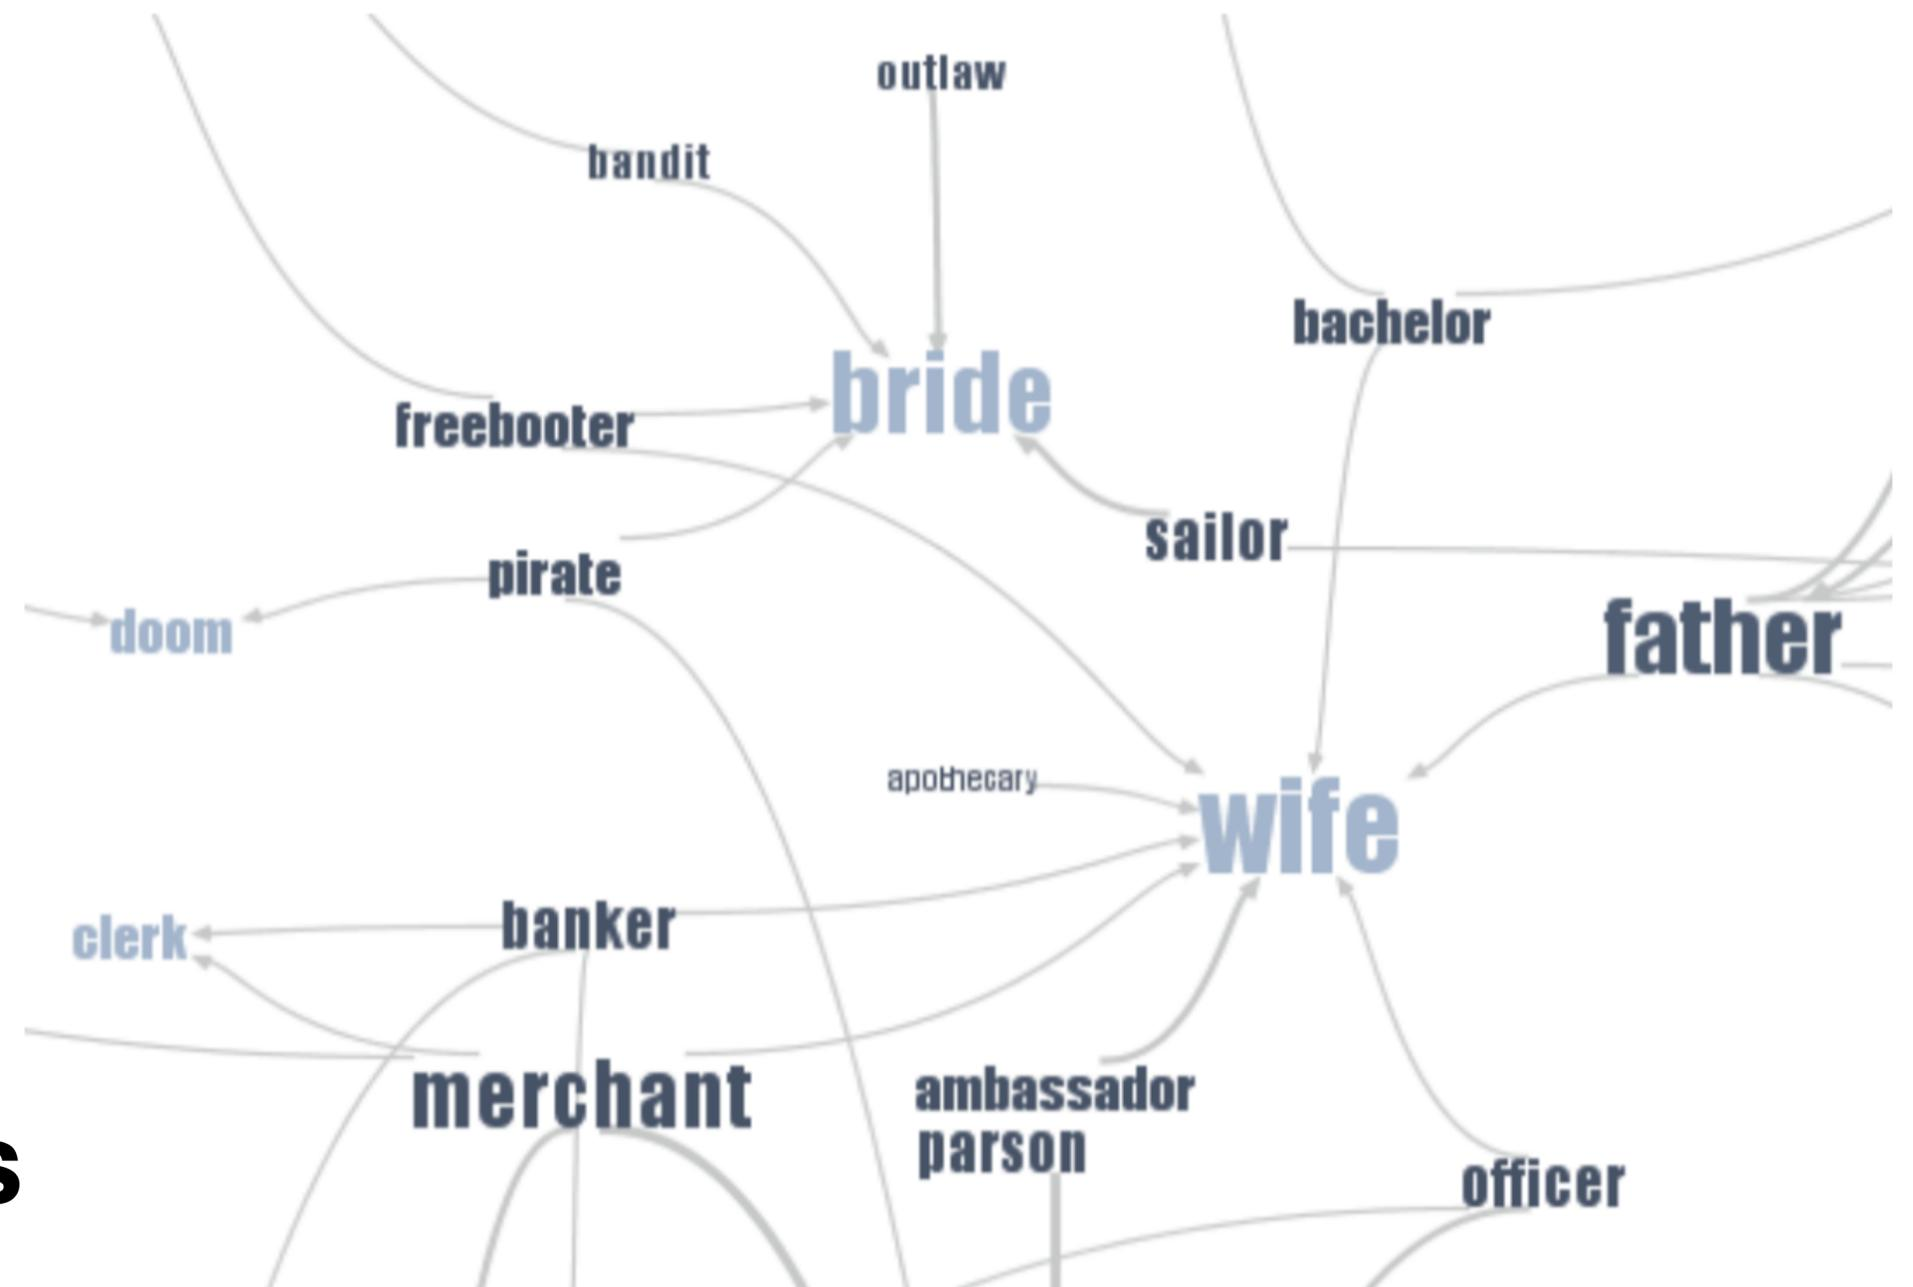 outlaw
bandit
bachelor
bride
freebooter
sailor
pirate
doom
father
apothecary
wife
banker
clerk
merchant
ambassador
parson
s
officer